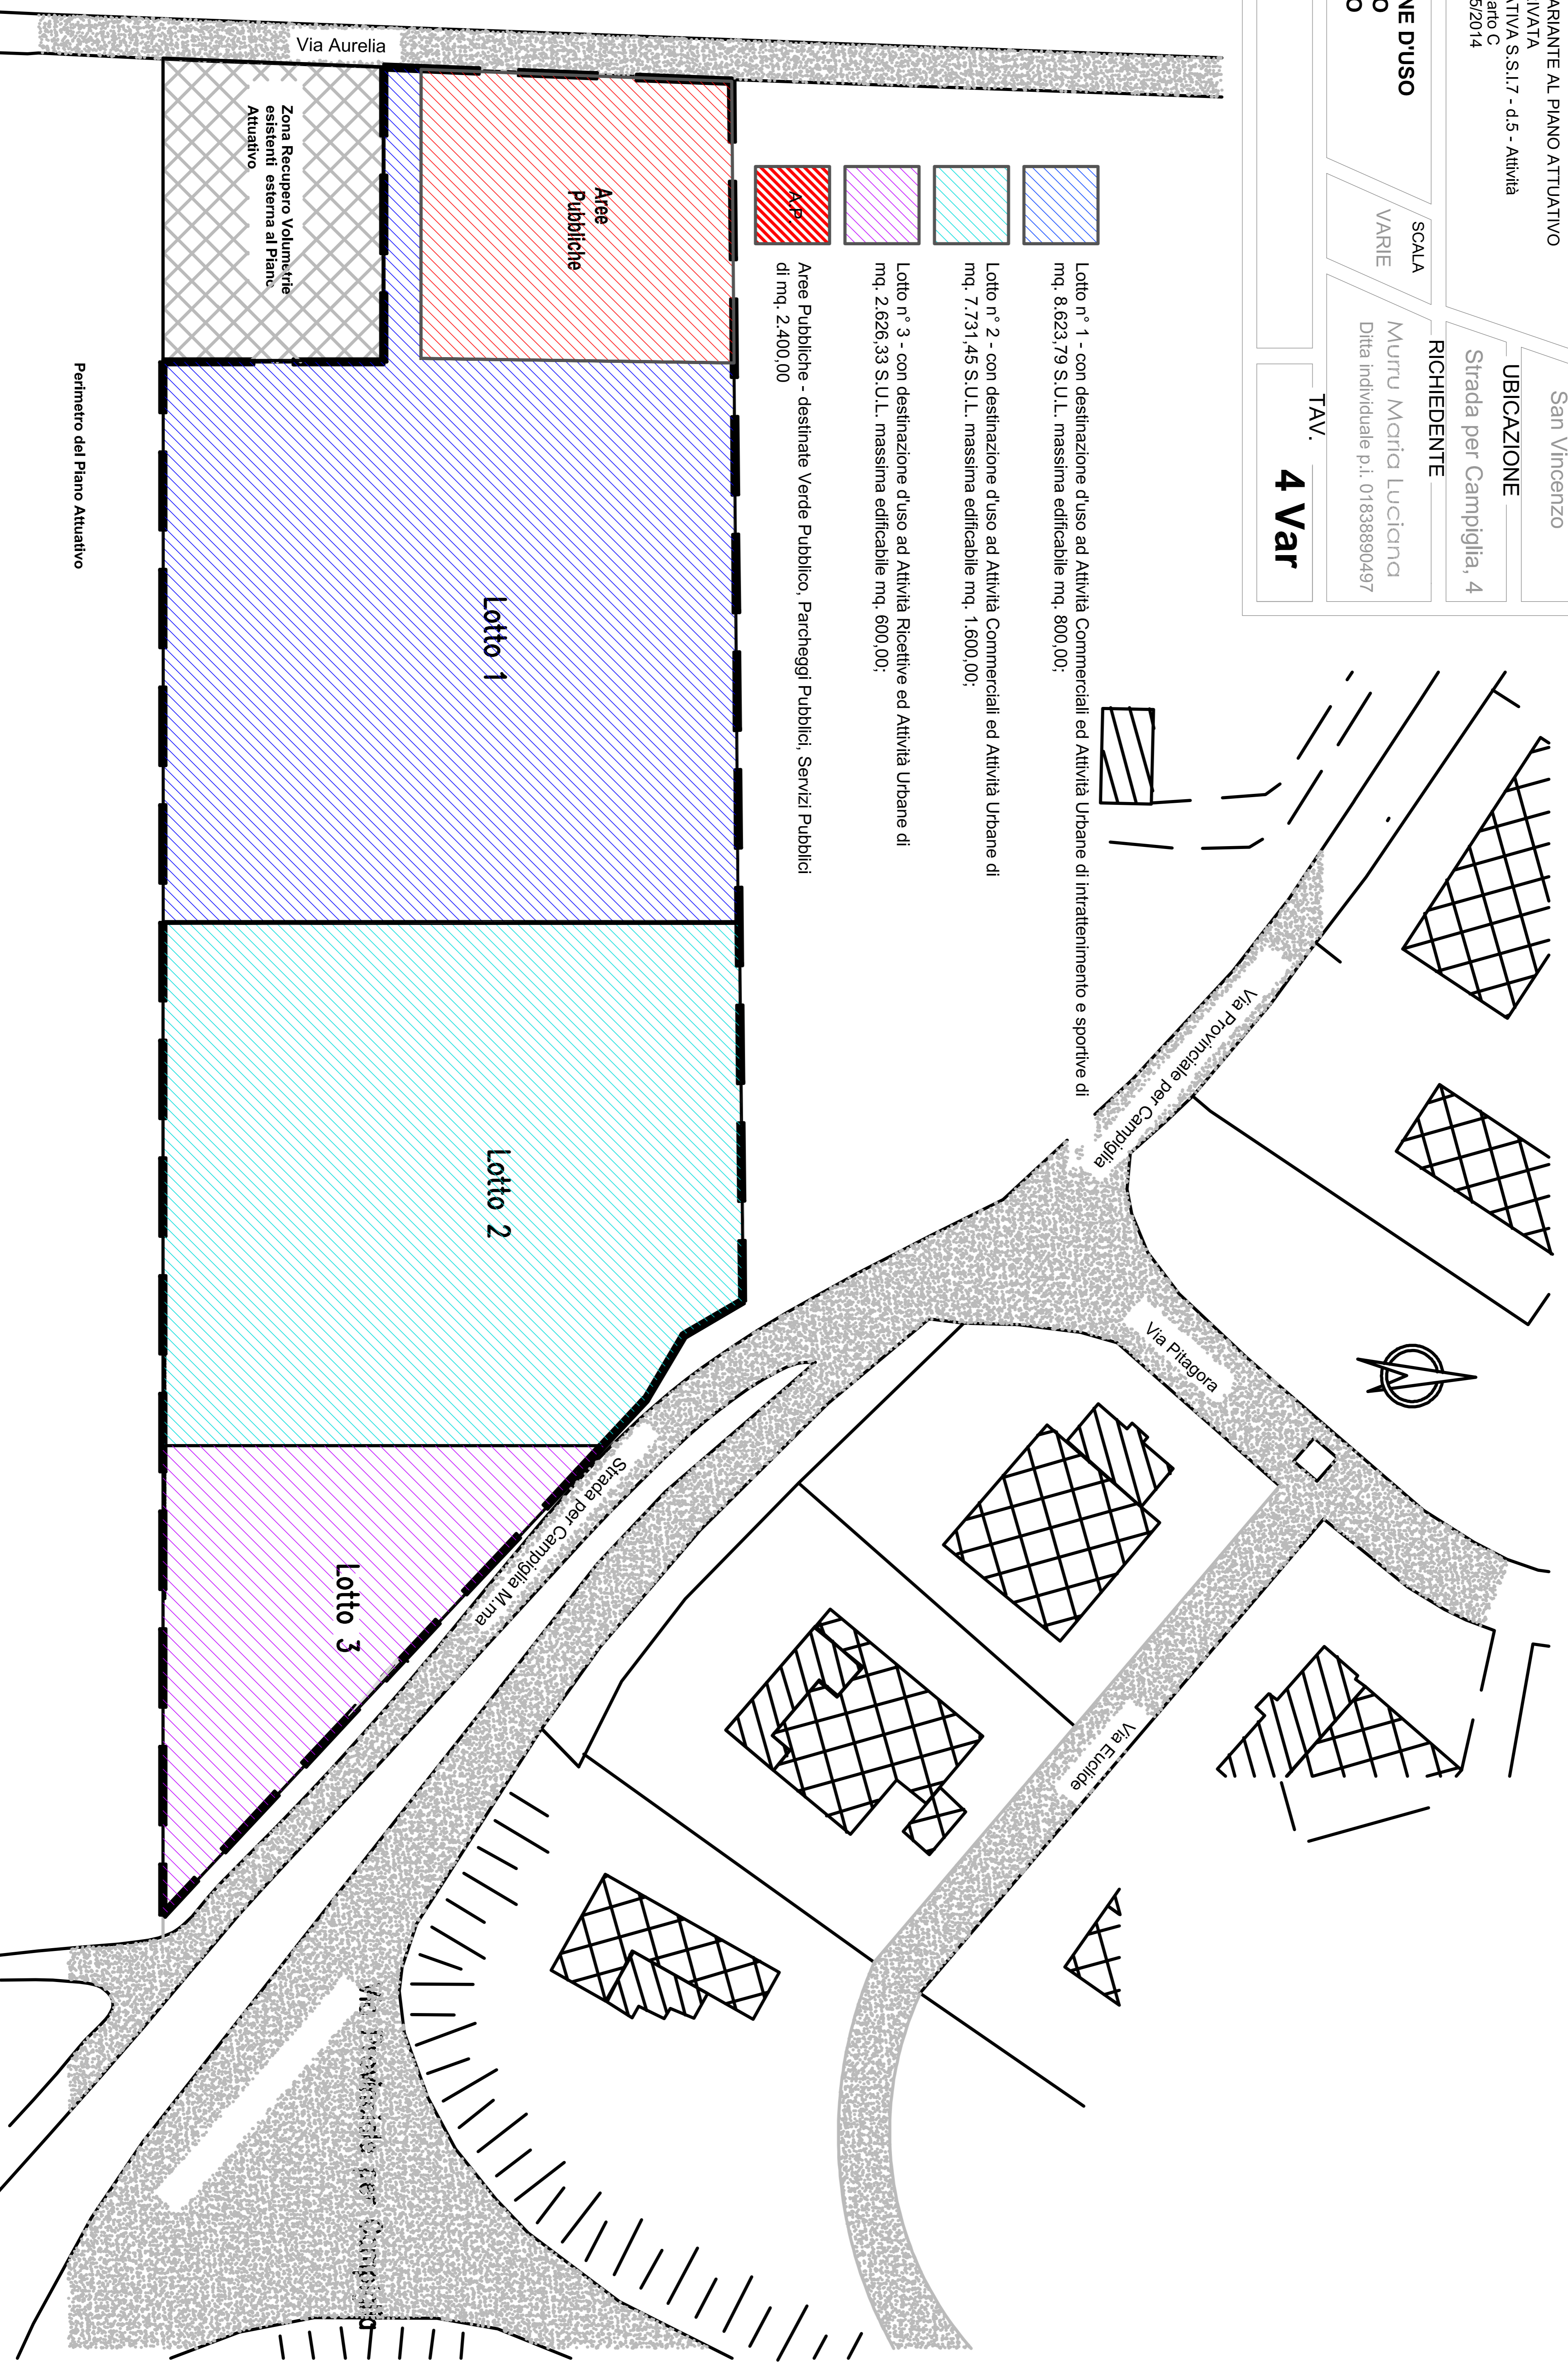 ARIANTE AL PIANO ATTUATIVO
IVATA
ATIVA S.S.I.7 - d.5 - Attività
arto C
5/2014
NE D'USO
O
O
SCALA
VARIE
San Vincenzo
UBICAZIONE
Strada per Campiglia, 4
RICHIEDENTE
Murru Maria Luciana
Ditta individuale p.i. 01838890497
TAV.
4 Var
Lotto n° 1 - con destinazione d'uso ad Attività Commerciali ed Attività Urbane di intrattenimento e sportive di
mq. 8.623,79 S.U.L. massima edificabile mq. 800,00;
Lotto n° 2 - con destinazione d'uso ad Attività Commerciali ed Attività Urbane di
mq. 7.731,45 S.U.L. massima edificabile mq. 1.600,00;
Lotto n° 3 - con destinazione d'uso ad Attività Ricettive ed Attività Urbane di
mq. 2.626,33 S.U.L. massima edificabile mq. 600,00;
A.P.
Aree Pubbliche - destinate Verde Pubblico, Parcheggi Pubblici, Servizi Pubblici
di mq. 2.400,00
Via Aurelia
Aree
Pubbliche
Zona Recupero Volumetrie
esistenti esterna al Piano
Attuativo
Lotto 1
Lotto 2
Lotto 3
Perimetro del Piano Attuativo
Via Provinciale per Campiglia
Via Pitagora
Strada per Campiglia M.ma
Via Euclide
Via Provinciale per Campiglia